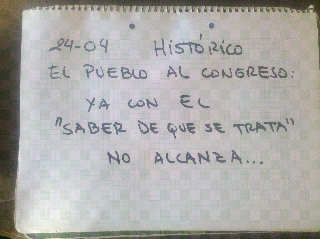 24-04 HISTÓRICO
EL PUEBLO AL CONGRESO:
YA CON EL
"SABER DE QUE SE TRATA"
NO ALCANZA...